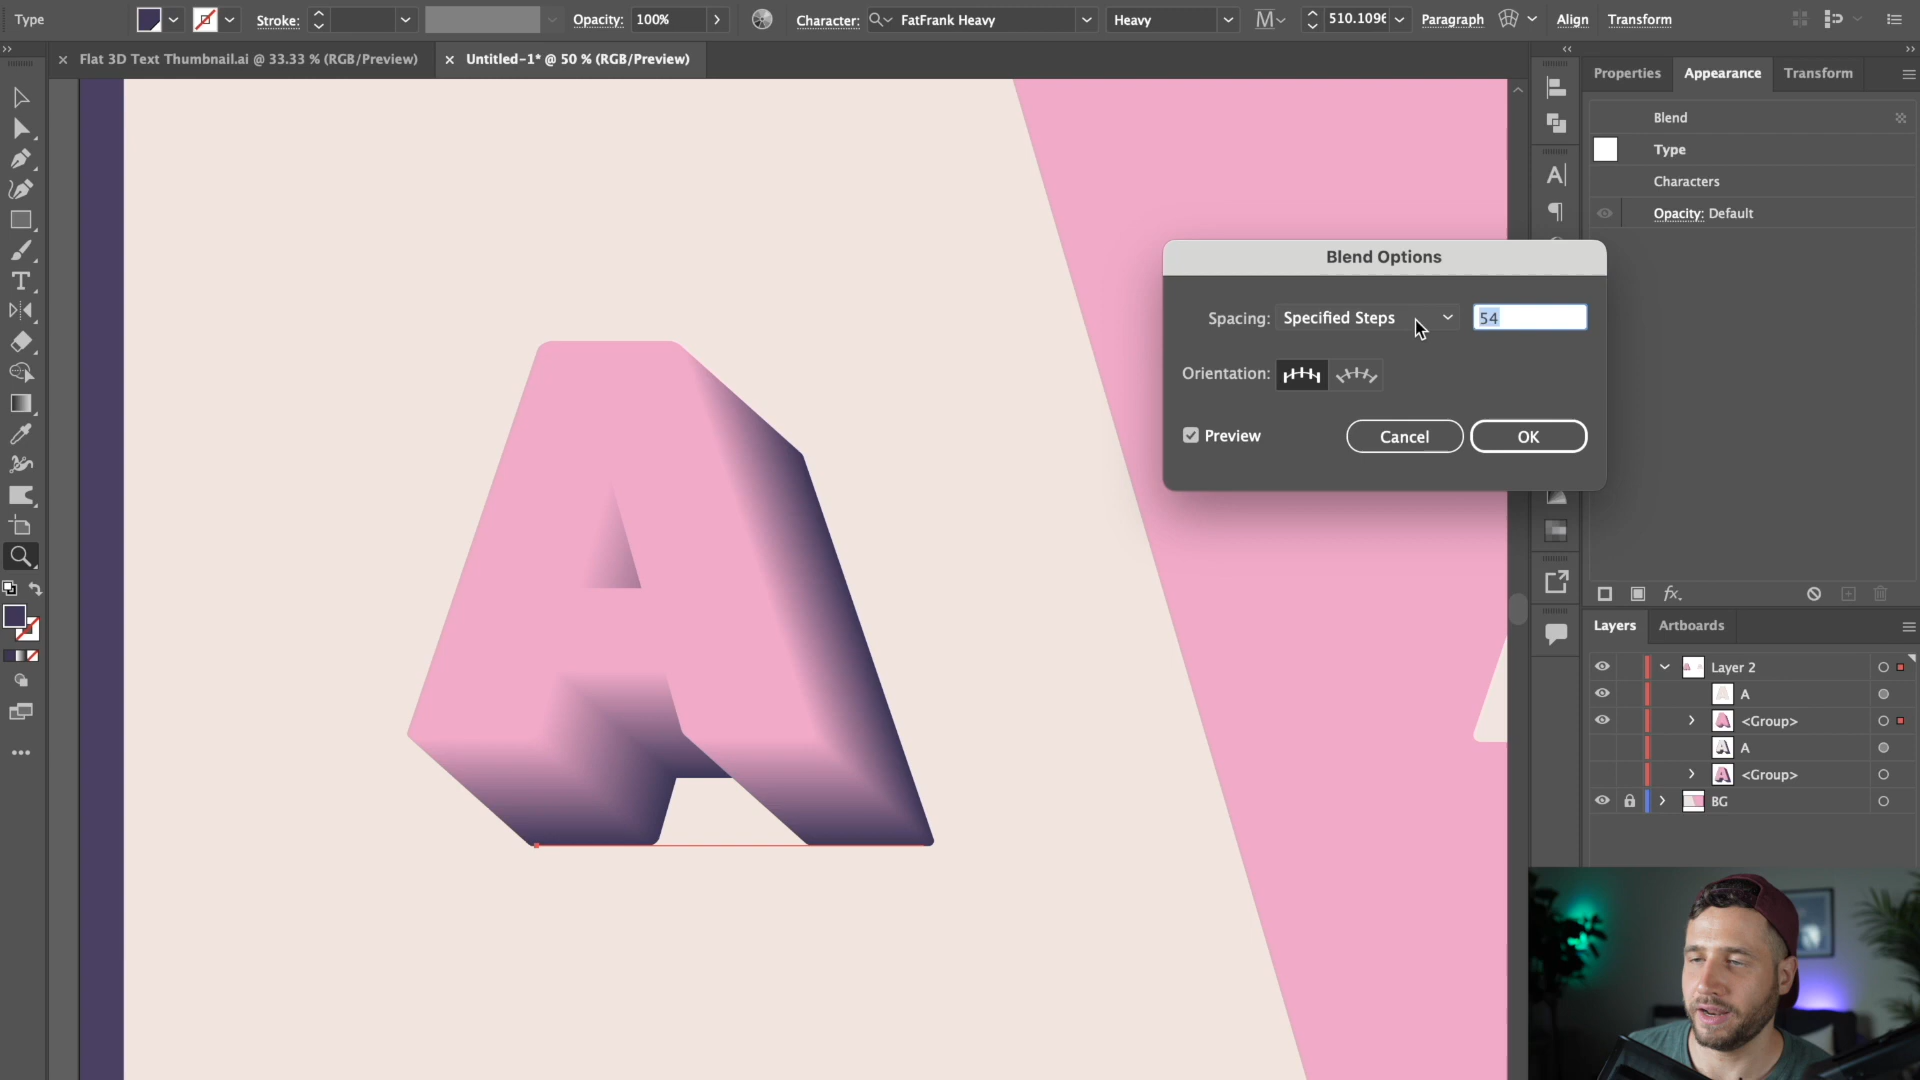 Type
Stroke:
Opacity: 100%
Character: FatFrank Heavy
Heavy
510.1096
Paragraph
Align
Transform
Flat 3D Text Thumbnail.ai @ 33.33 % (RGB/Preview)
Untitled-1* @ 50 % (RGB/Preview)
Properties
Appearance
Transform
Blend
Type
Characters
Opacity: Default
Blend Options
Spacing: Specified Steps 54
Orientation:
Preview
Cancel
OK
A
fx
Layers
Artboards
Layer 2
A
<Group>
A
<Group>
BG